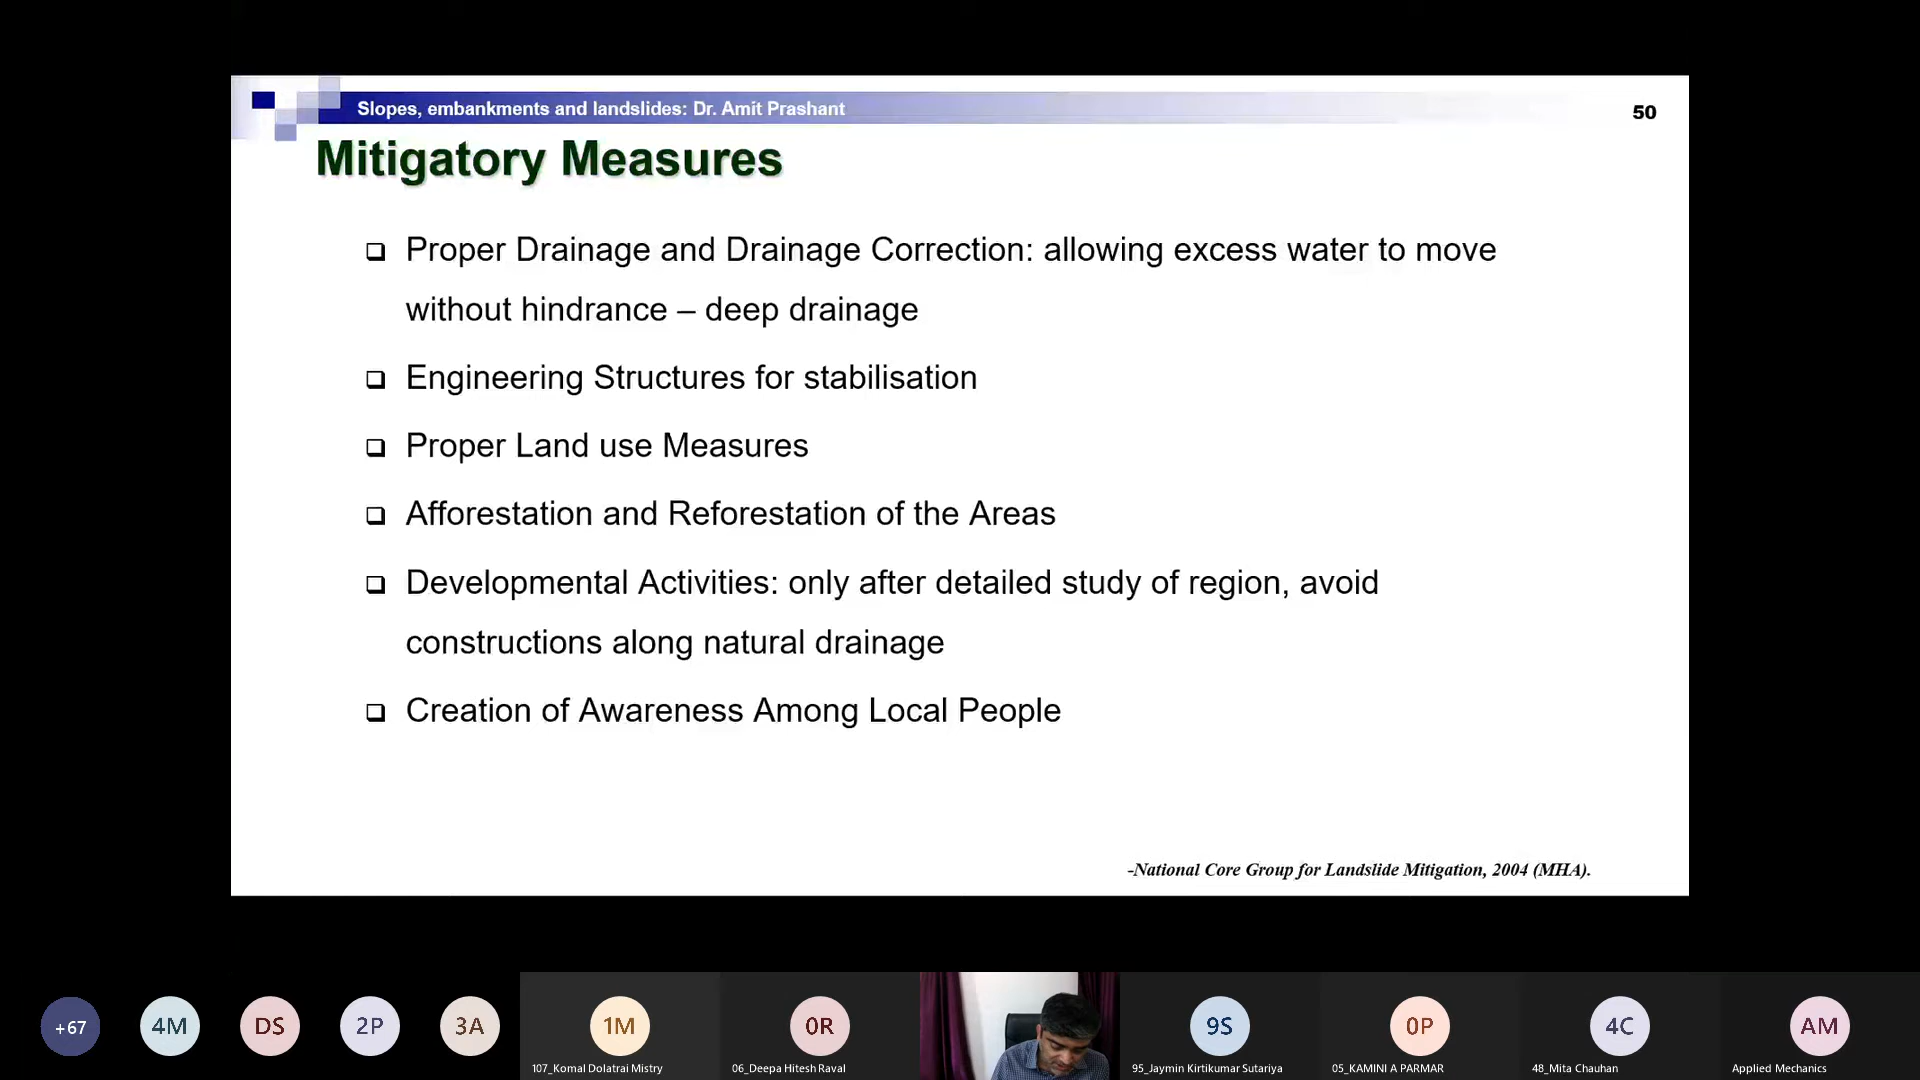 Slopes, embankments and landslides: Dr. Amit Prashant
50
Mitigatory Measures
Proper Drainage and Drainage Correction: allowing excess water to move
without hindrance – deep drainage
Engineering Structures for stabilisation
Proper Land use Measures
Afforestation and Reforestation of the Areas
Developmental Activities: only after detailed study of region, avoid
constructions along natural drainage
Creation of Awareness Among Local People
-National Core Group for Landslide Mitigation, 2004 (MHA).
+67
4M
DS
2P
3A
1M
0R
9S
0P
4C
AM
107_Komal Dolatrai Mistry
06_Deepa Hitesh Raval
95_Jaymin Kirtikumar Sutariya
05_KAMINI A PARMAR
48_Mita Chauhan
Applied Mechanics